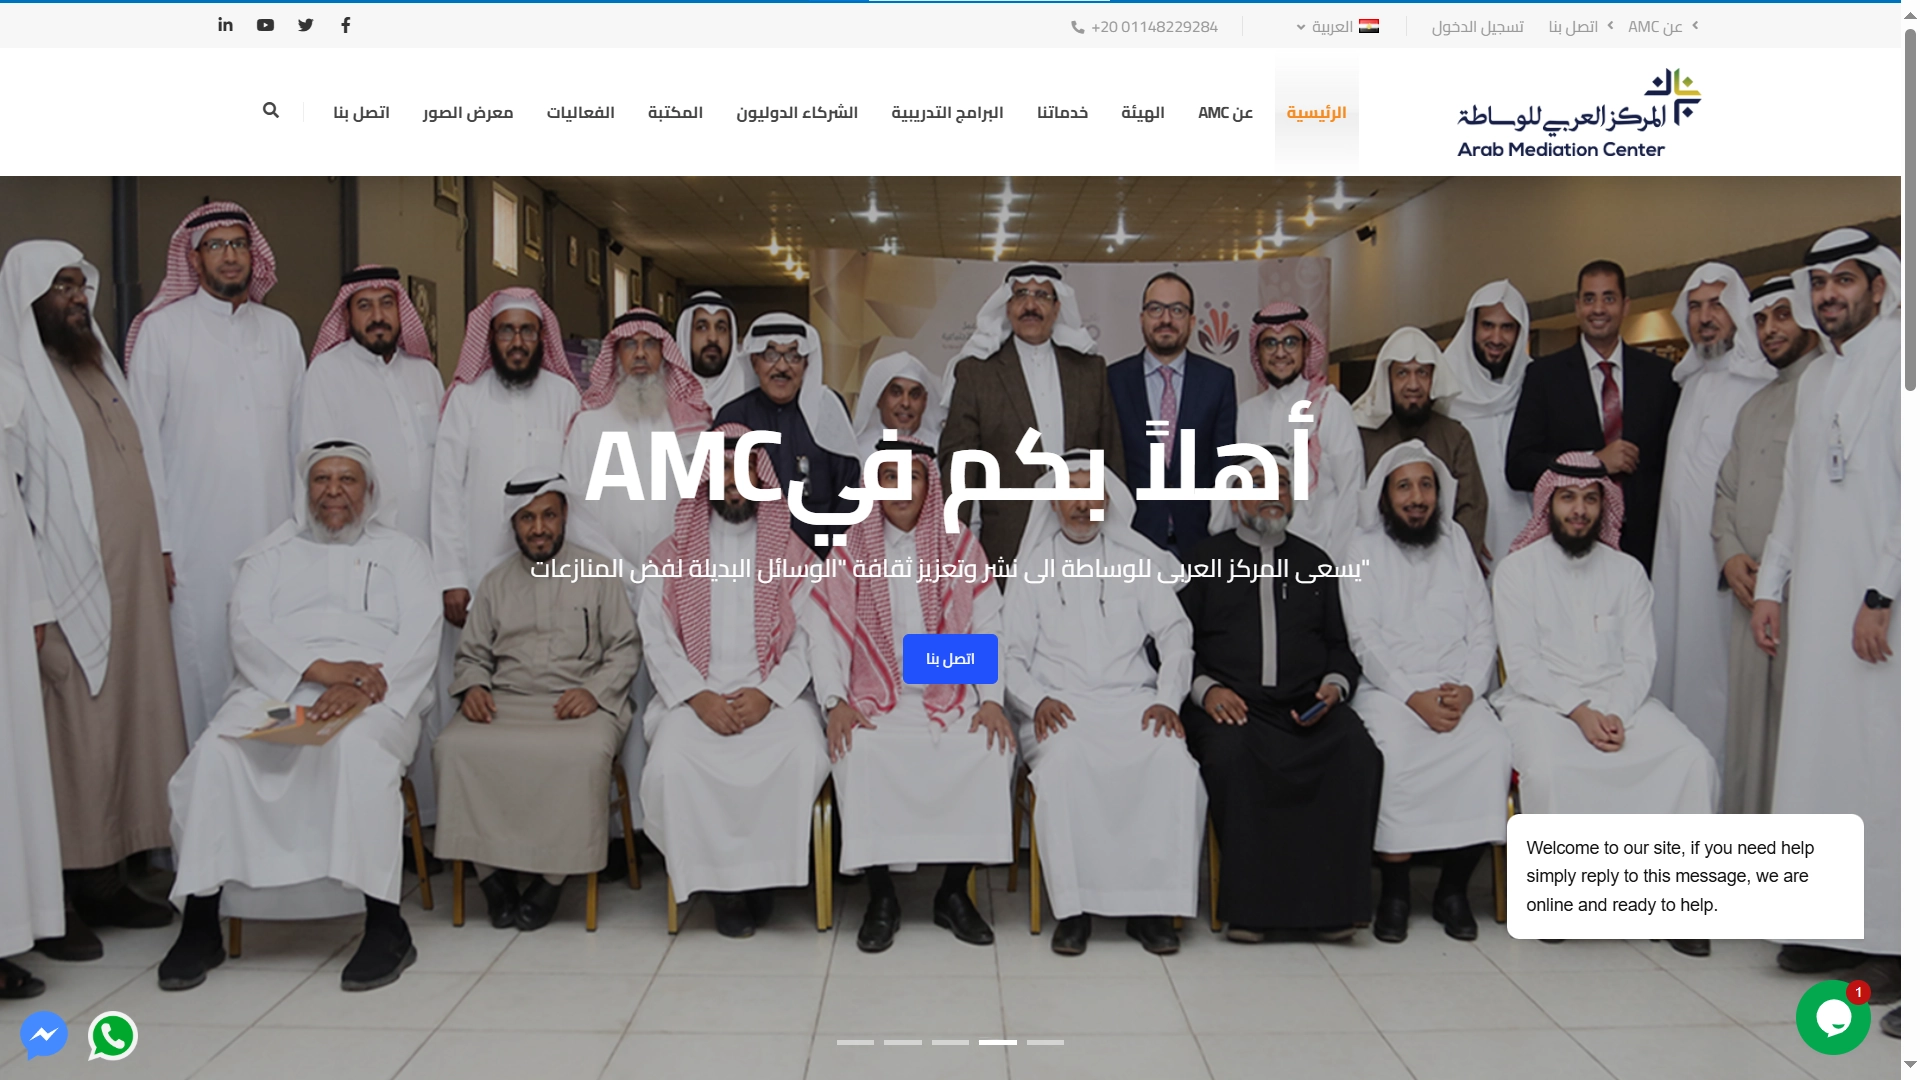 عن AMC
اتصل بنا
تسجيل الدخول
العربية
+20 01148229284
المركز العربي للوساطة
Arab Mediation Center
الرئيسية
عن AMC
الهيئة
خدماتنا
البرامج التدريبية
الشركاء الدوليون
المكتبة
الفعاليات
معرض الصور
اتصل بنا
أهلاً بكم فيAMC
"يسعى المركز العربى للوساطة الى نشر وتعزيز ثقافة "الوسائل البديلة لفض المنازعات
اتصل بنا
Welcome to our site, if you need help
simply reply to this message, we are
online and ready to help.
1